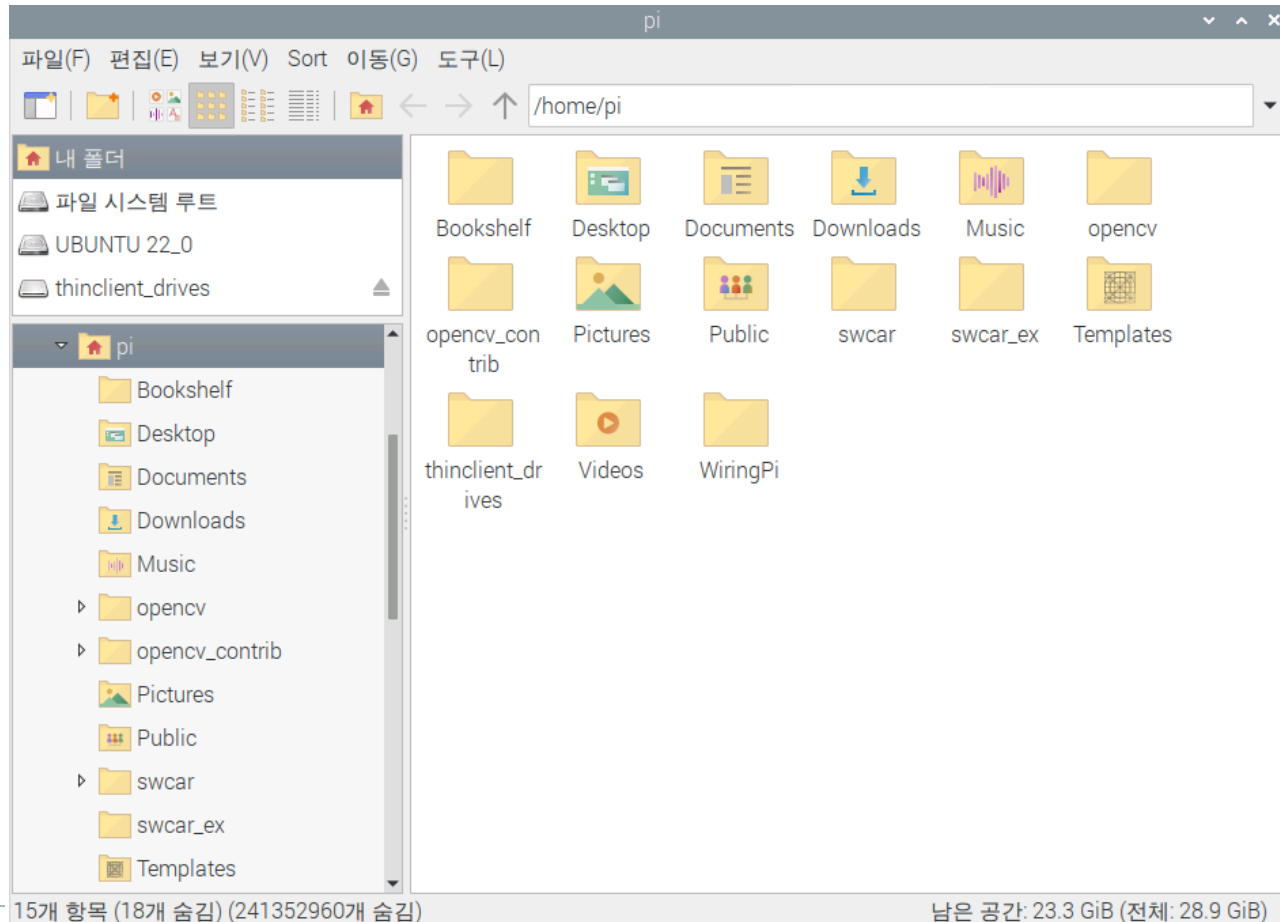 pi
파일(F) 편집(E) 보기(V) Sort 이동(G) 도구(L)
/home/pi
내 폴더
파일 시스템 루트
UBUNTU 22_0
thinclient_drives
pi
Bookshelf
Desktop
Documents
Downloads
Music
opencv
opencv_contrib
Pictures
Public
swcar
swcar_ex
Templates
Bookshelf Desktop Documents Downloads Music opencv
opencv_con
trib
Pictures Public swcar swcar_ex Templates
thinclient_dr
ives
Videos WiringPi
15개 항목 (18개 숨김) (241352960개 숨김) 남은 공간: 23.3 GiB (전체: 28.9 GiB)